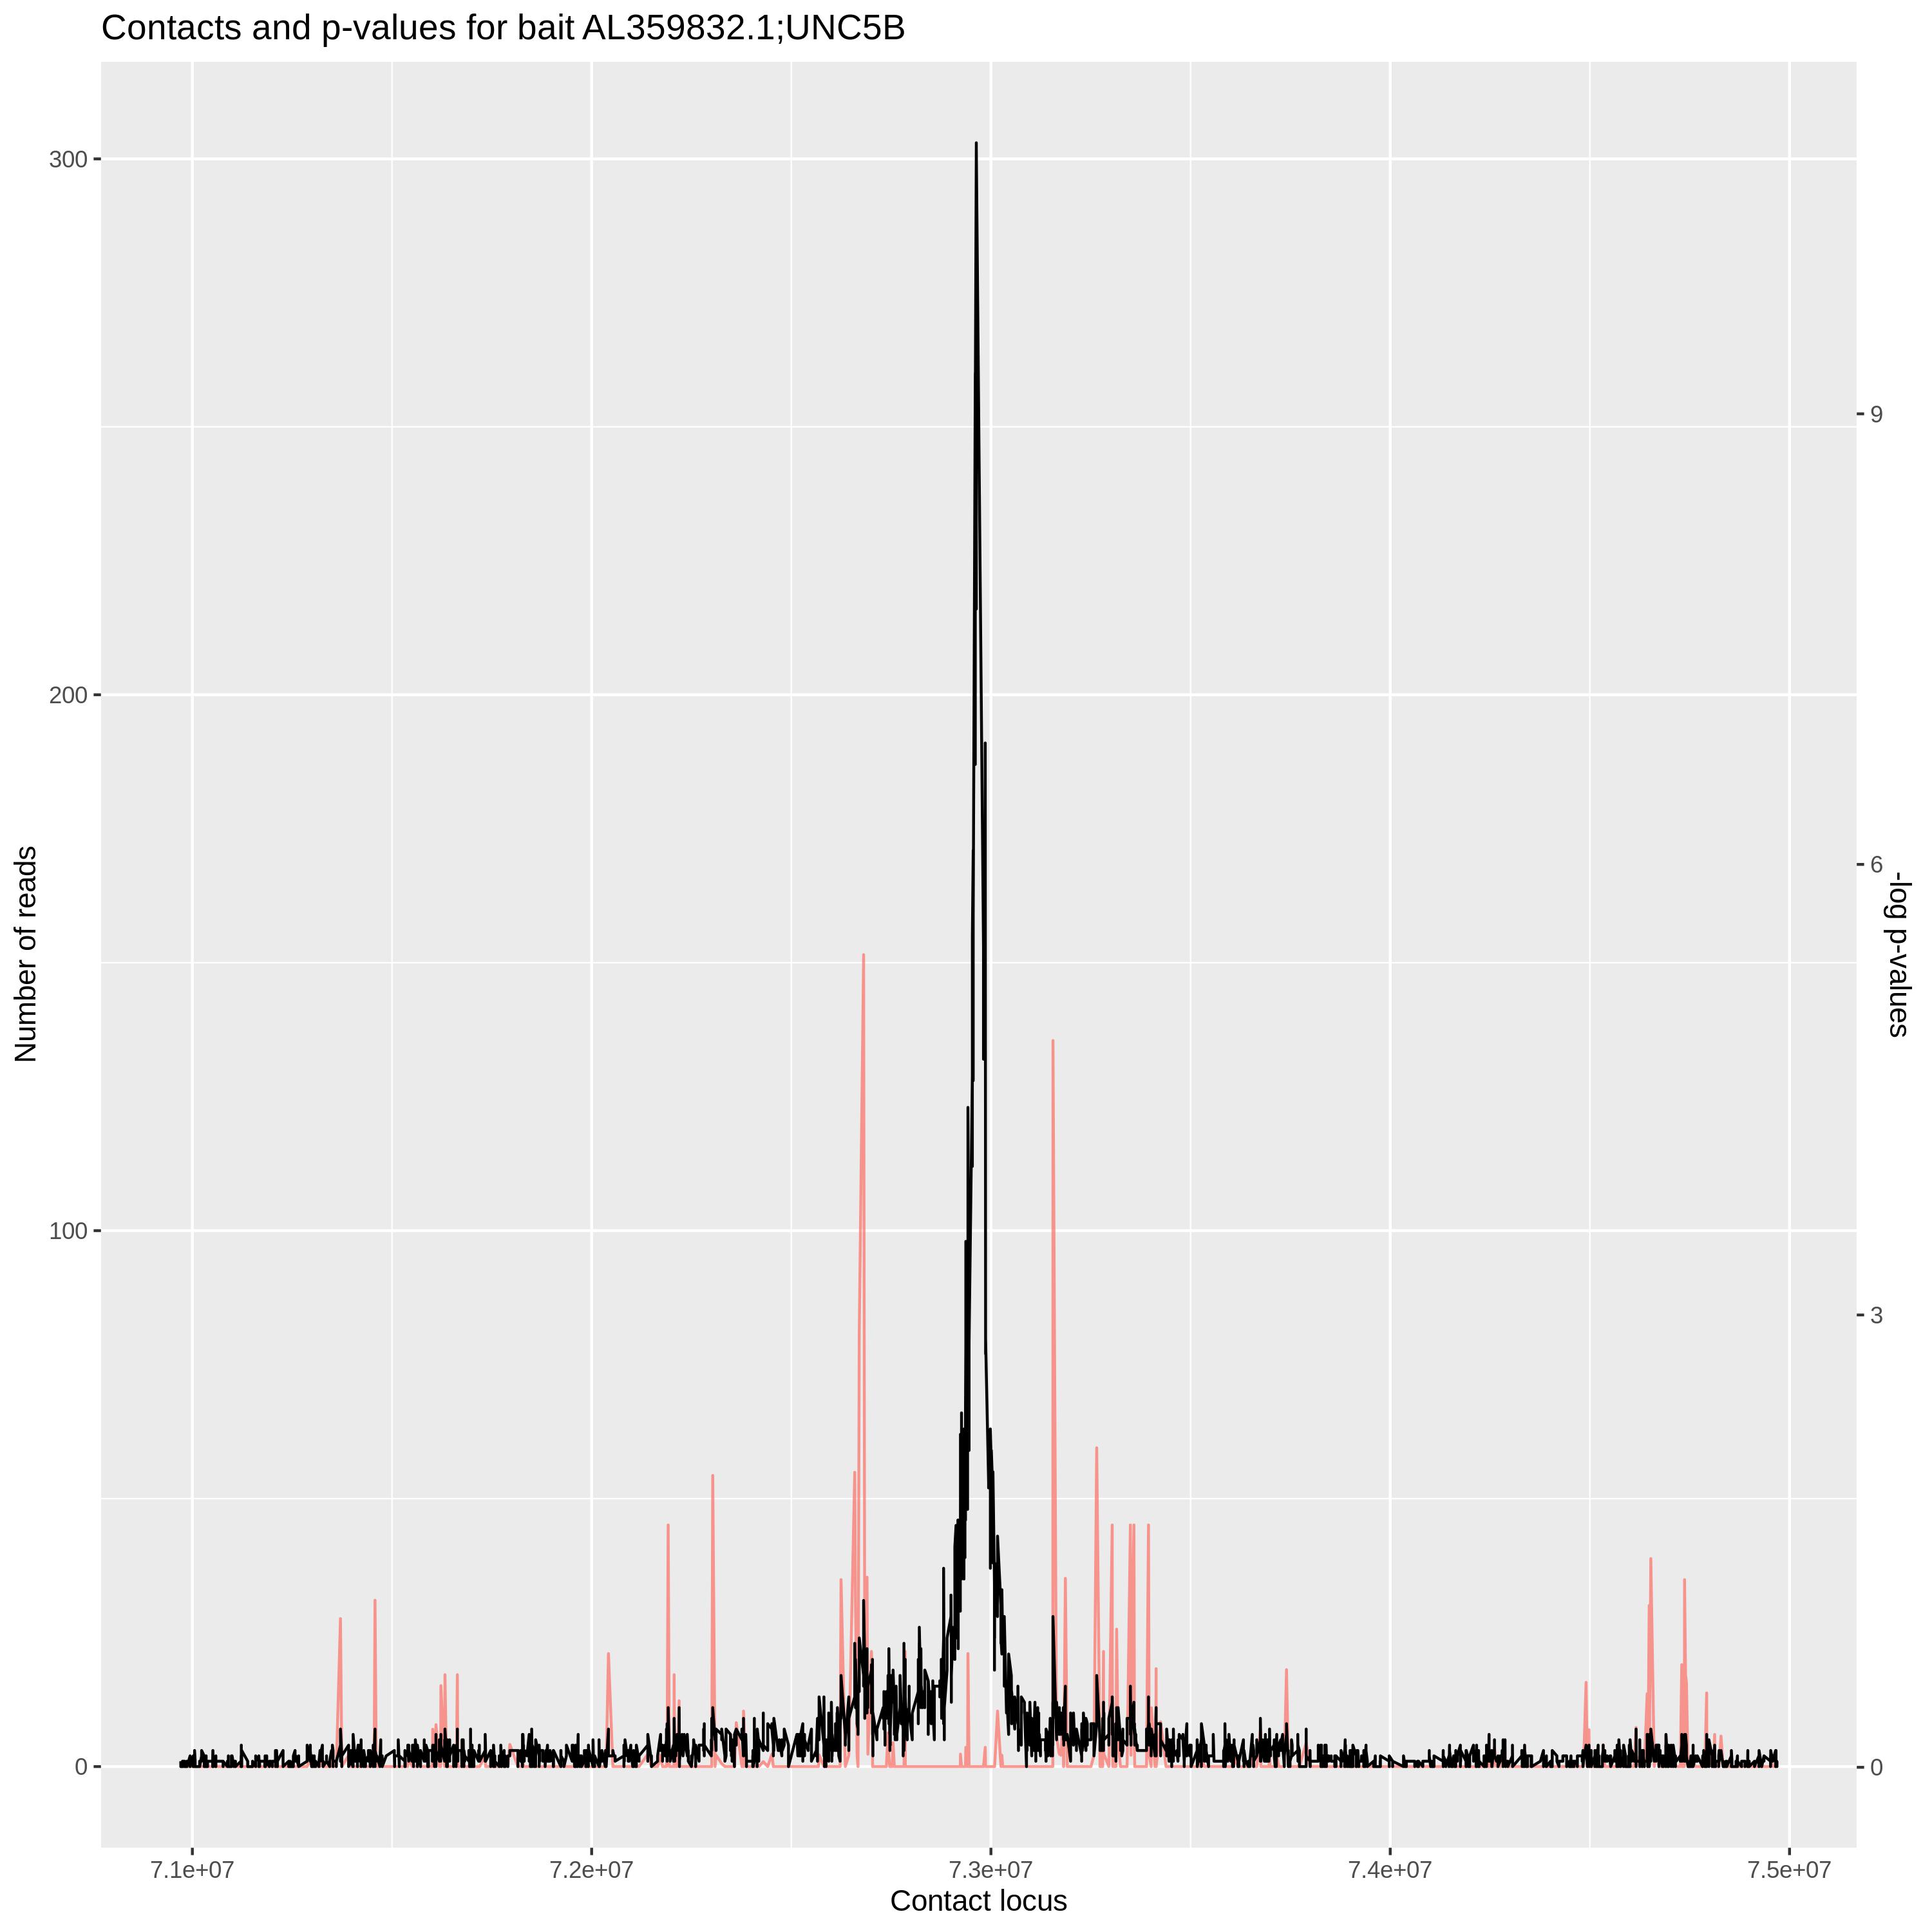 Contacts and p-values for bait AL359832.1;UNC5B
300
200
100
0
Number of reads
9
6
3
0
-log p-values
7.1e+07
7.2e+07
7.3e+07
7.4e+07
7.5e+07
Contact locus